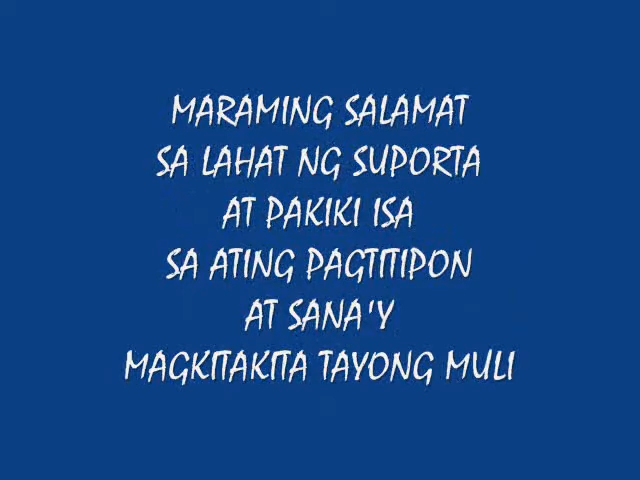 MARAMING SALAMAT
SA LAHAT NG SUPORTA
AT PAKIKI ISA
SA ATING PAGTITIPON
AT SANA'Y
MAGKITAKITA TAYONG MULI